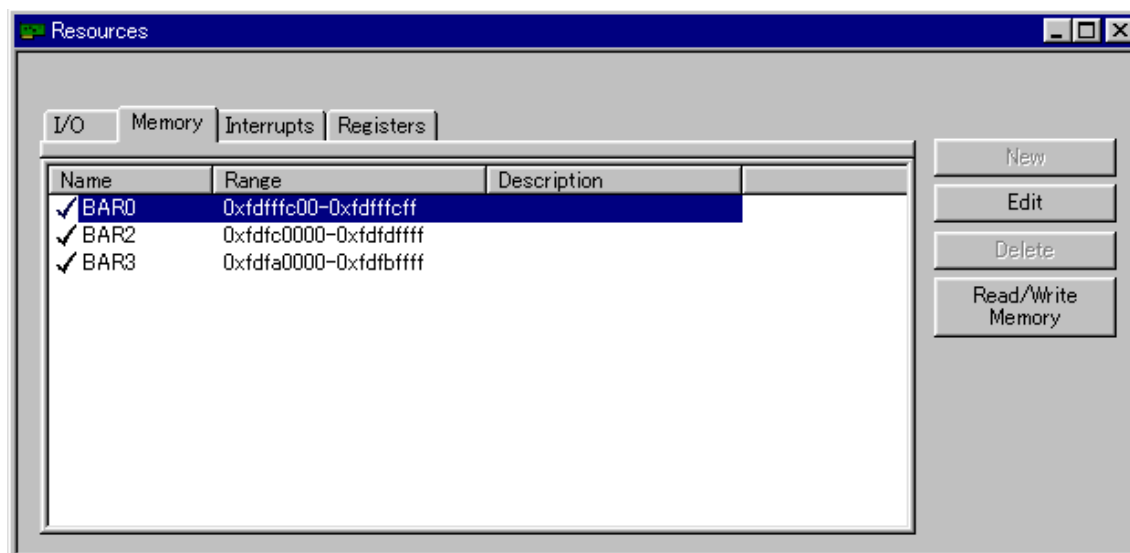 Resources
I/O Memory Interrupts Registers
New
Name Range Description
Edit
BAR0 0xfdfffc00-0xfdfffcff
BAR2 0xfdfc0000-0xfdfdffff
Delete
BAR3 0xfdfa0000-0xfdfbffff
Read/Write
Memory